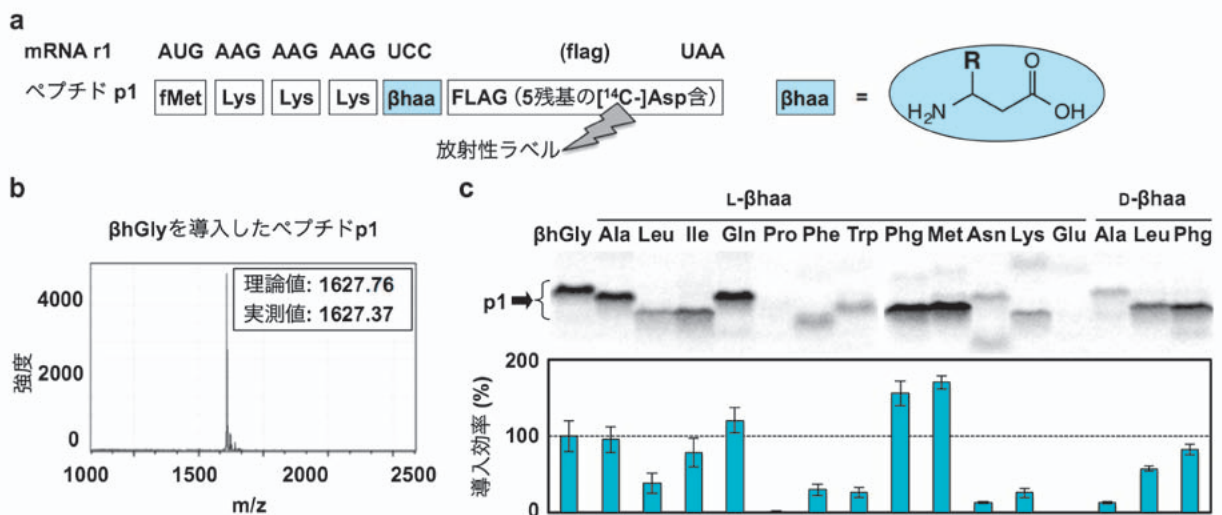 a
mRNA r1 AUG AAG AAG AAG UCC (flag) UAA
ペプチド p1 fMet Lys Lys Lys βhaa FLAG (5残基の[¹⁴C-]Asp含) βhaa = R O H₂N OH
放射性ラベル
b
βhGlyを導入したペプチドp1
理論値: 1627.76
実測値: 1627.37
強度
4000
2000
0
1000 1500 2000 2500
m/z
c
L-βhaa D-βhaa
βhGly Ala Leu Ile Gln Pro Phe Trp Phg Met Asn Lys Glu Ala Leu Phg
p1
導入効率 (%)
200
100
0